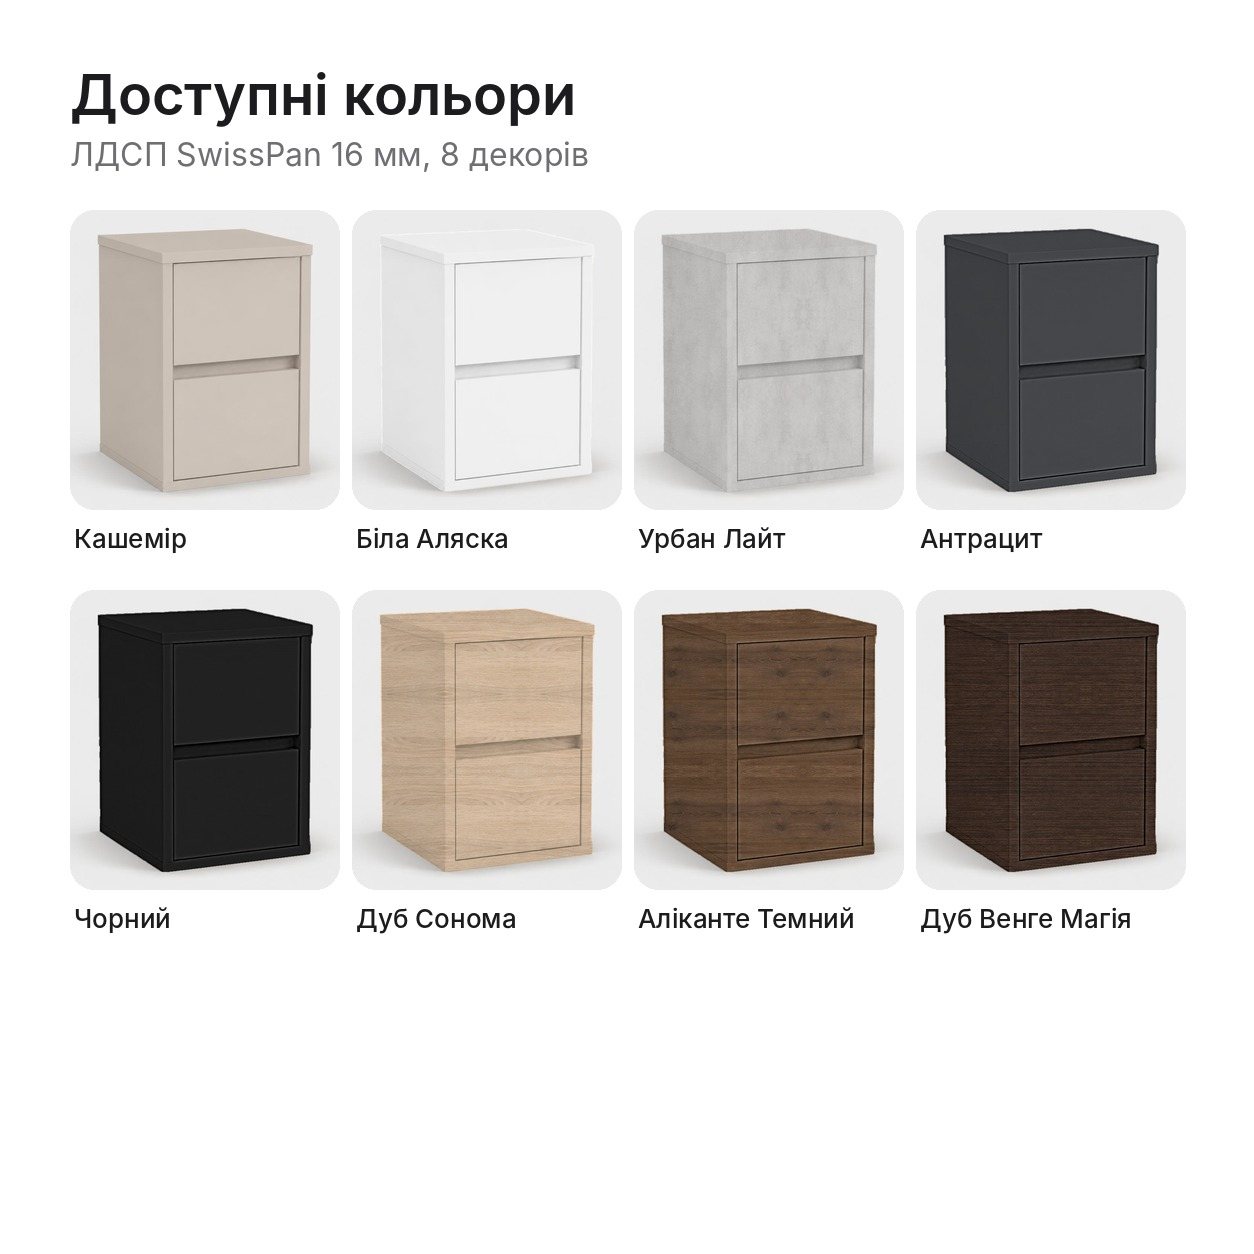 Доступні кольори
ЛДСП SwissPan 16 мм, 8 декорів
Кашемір
Біла Аляска
Урбан Лайт
Антрацит
Чорний
Дуб Сонома
Аліканте Темний
Дуб Венге Магія